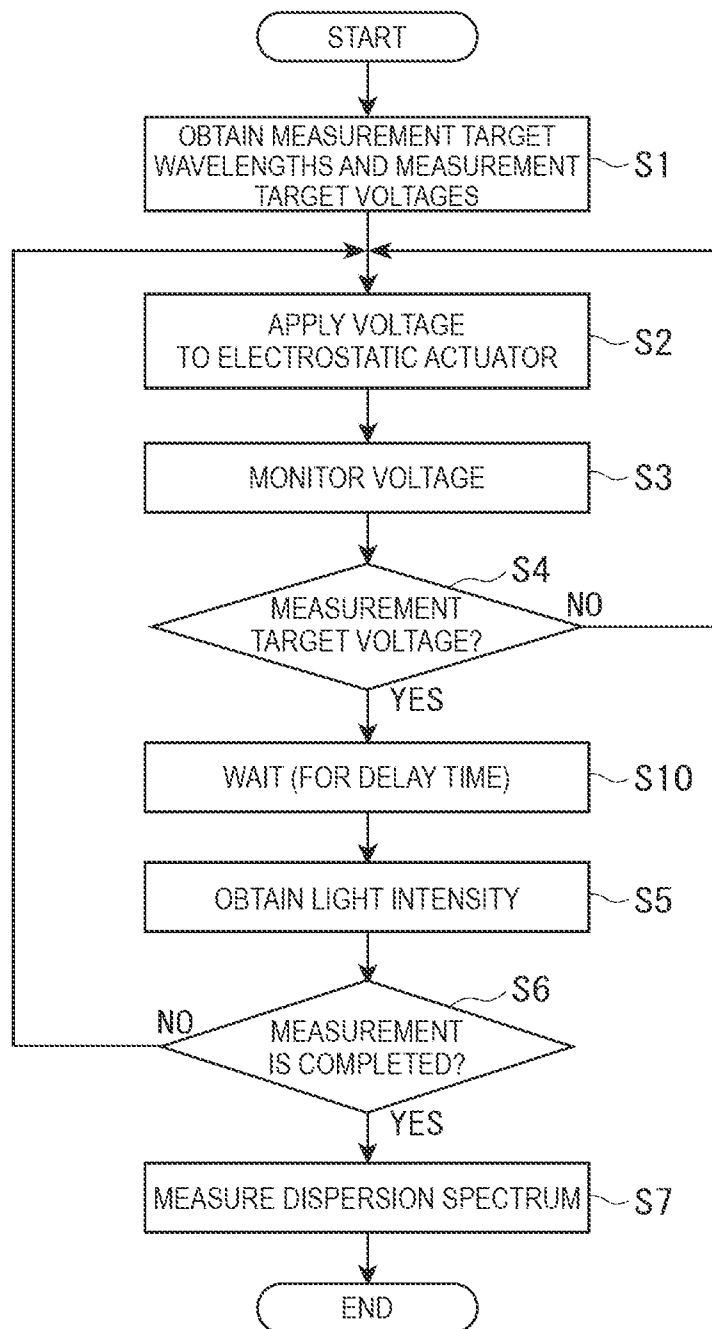 START
OBTAIN MEASUREMENT TARGET
WAVELENGTHS AND MEASUREMENT
TARGET VOLTAGES
S1
APPLY VOLTAGE
TO ELECTROSTATIC ACTUATOR
S2
MONITOR VOLTAGE
S3
S4
MEASUREMENT
TARGET VOLTAGE?
NO
YES
WAIT (FOR DELAY TIME)
S10
OBTAIN LIGHT INTENSITY
S5
S6
NO
MEASUREMENT
IS COMPLETED?
YES
MEASURE DISPERSION SPECTRUM
S7
END